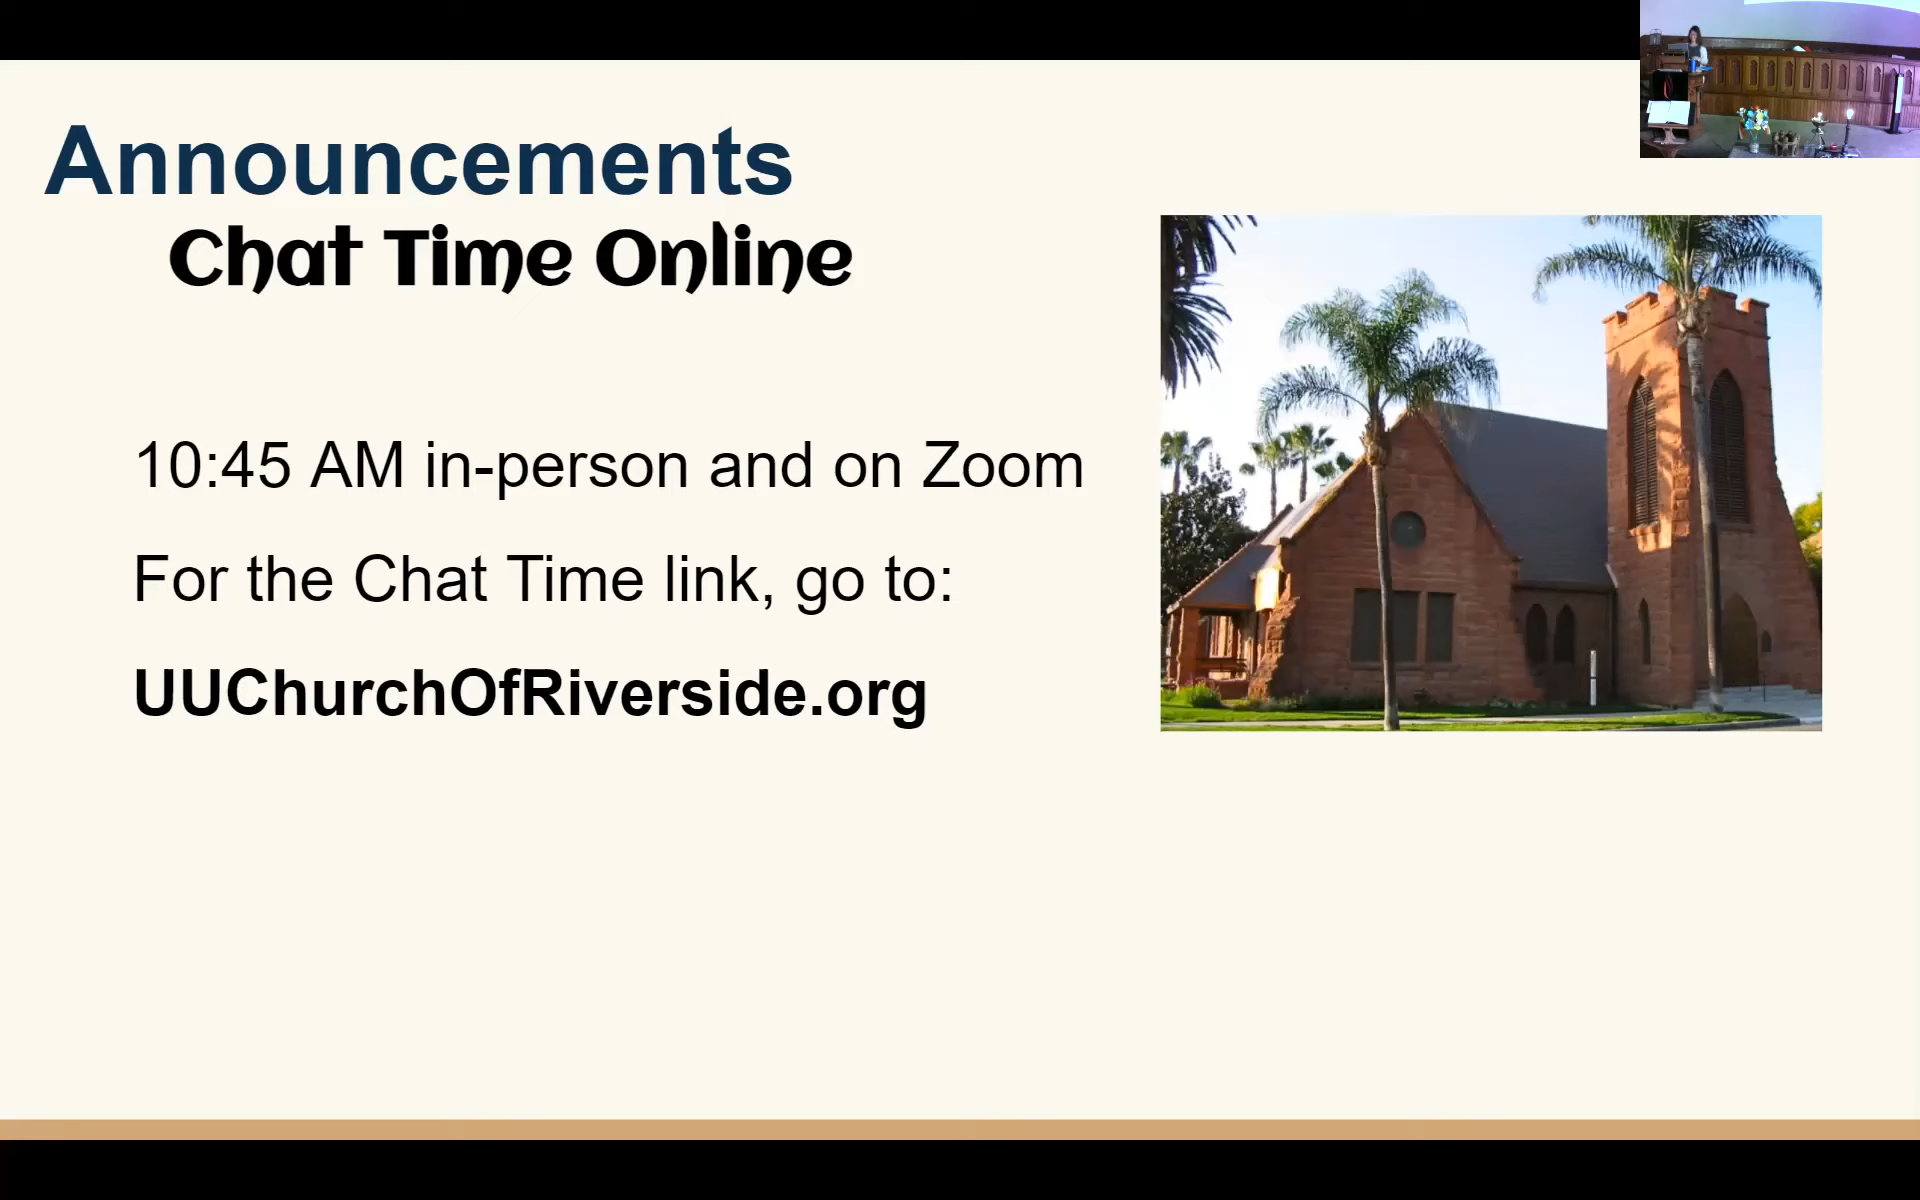 Announcements
Chat Time Online
10:45 AM in-person and on Zoom
For the Chat Time link, go to:
UUChurchOfRiverside.org